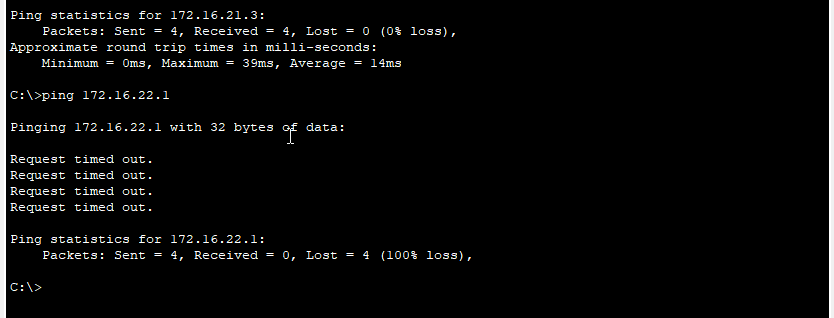 Ping statistics for 172.16.21.3:
    Packets: Sent = 4, Received = 4, Lost = 0 (0% loss),
Approximate round trip times in milli-seconds:
    Minimum = 0ms, Maximum = 39ms, Average = 14ms
C:\>ping 172.16.22.1
Pinging 172.16.22.1 with 32 bytes of data:
Request timed out.
Request timed out.
Request timed out.
Request timed out.
Ping statistics for 172.16.22.1:
    Packets: Sent = 4, Received = 0, Lost = 4 (100% loss),
C:\>